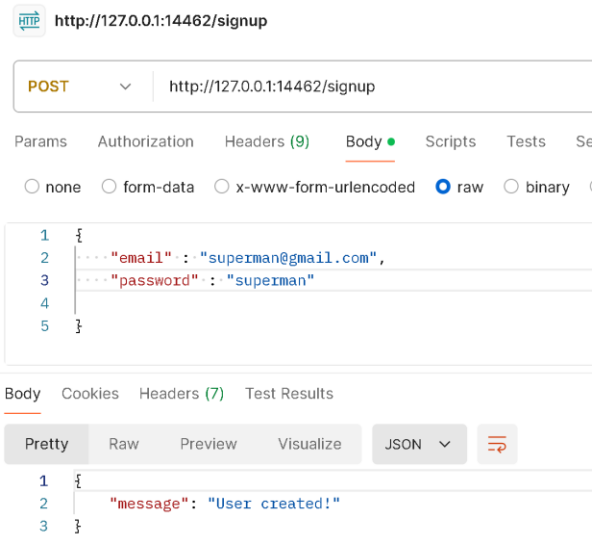 HTTP http://127.0.0.1:14462/signup
POST http://127.0.0.1:14462/signup
Params Authorization Headers (9) Body Scripts Tests Se
none form-data x-www-form-urlencoded raw binary
1 {
2 "email" : "superman@gmail.com",
3 "password" : "superman"
4
5 }
Body Cookies Headers (7) Test Results
Pretty Raw Preview Visualize JSON
1 {
2 "message": "User created!"
3 }